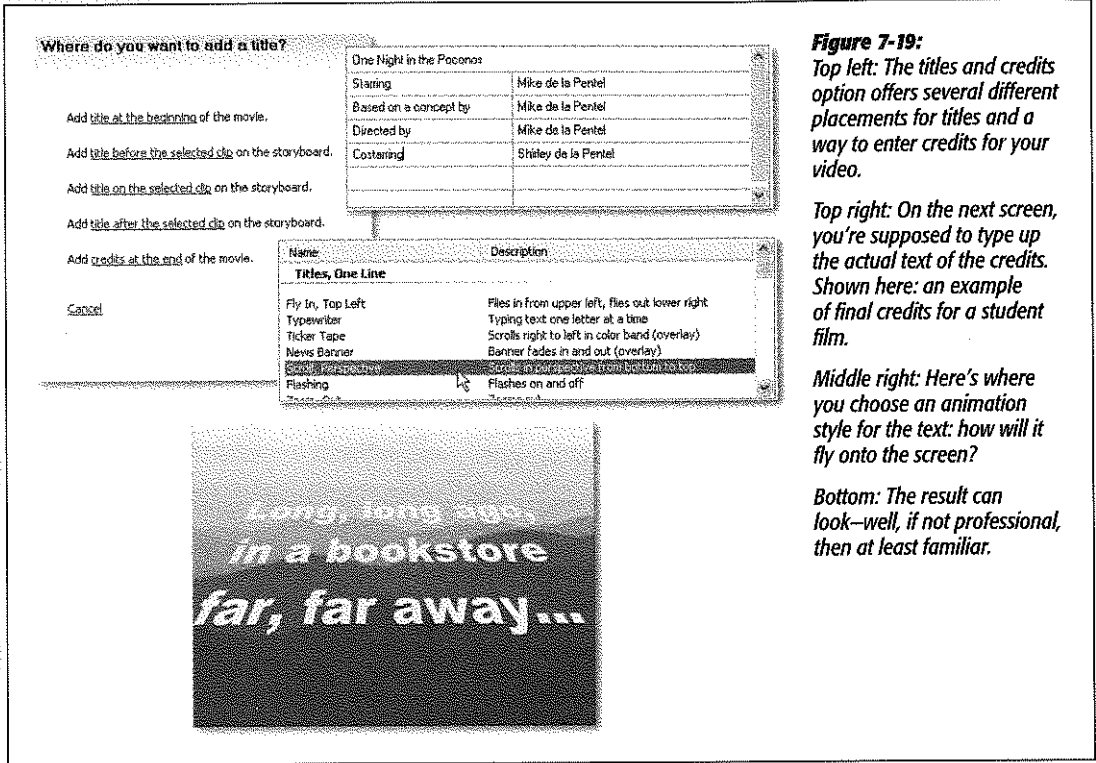 Where do you want to add a title?
Add title at the beginning of the movie.
Add title before the selected clip on the storyboard.
Add title on the selected clip on the storyboard.
Add title after the selected clip on the storyboard.
Add credits at the end of the movie.
Cancel
One Night in the Poconos
Starring Mike de la Pentel
Based on a concept by Mike de la Pentel
Directed by Mike de la Pentel
Costarring Shirley de la Pentel
Name Description
Titles, One Line
Fly In, Top Left Flies in from upper left, flies out lower right
Typewriter Typing text one letter at a time
Ticker Tape Scrolls right to left in color band (overlay)
News Banner Banner fades in and out (overlay)
Scroll, Perspective Scrolls in perspective from bottom to top
Flashing Flashes on and off
Long, long ago,
in a bookstore
far, far away...
Figure 7-19:
Top left: The titles and credits
option offers several different
placements for titles and a
way to enter credits for your
video.
Top right: On the next screen,
you're supposed to type up
the actual text of the credits.
Shown here: an example
of final credits for a student
film.
Middle right: Here's where
you choose an animation
style for the text: how will it
fly onto the screen?
Bottom: The result can
look—well, if not professional,
then at least familiar.